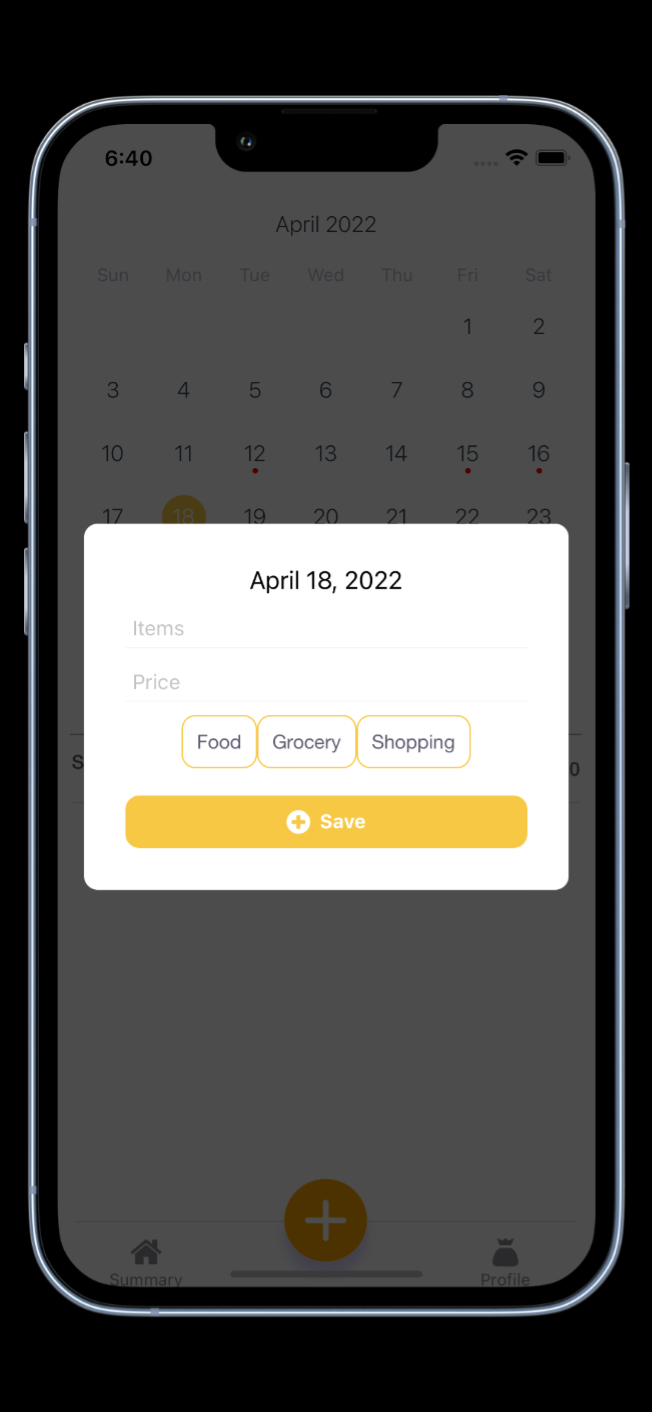 6:40
April 2022
Sun Mon Tue Wed Thu Fri Sat
1 2
3 4 5 6 7 8 9
10 11 12 13 14 15 16
17 18 19 20 21 22 23
April 18, 2022
Items
Price
Food Grocery Shopping
Save
Summary Profile